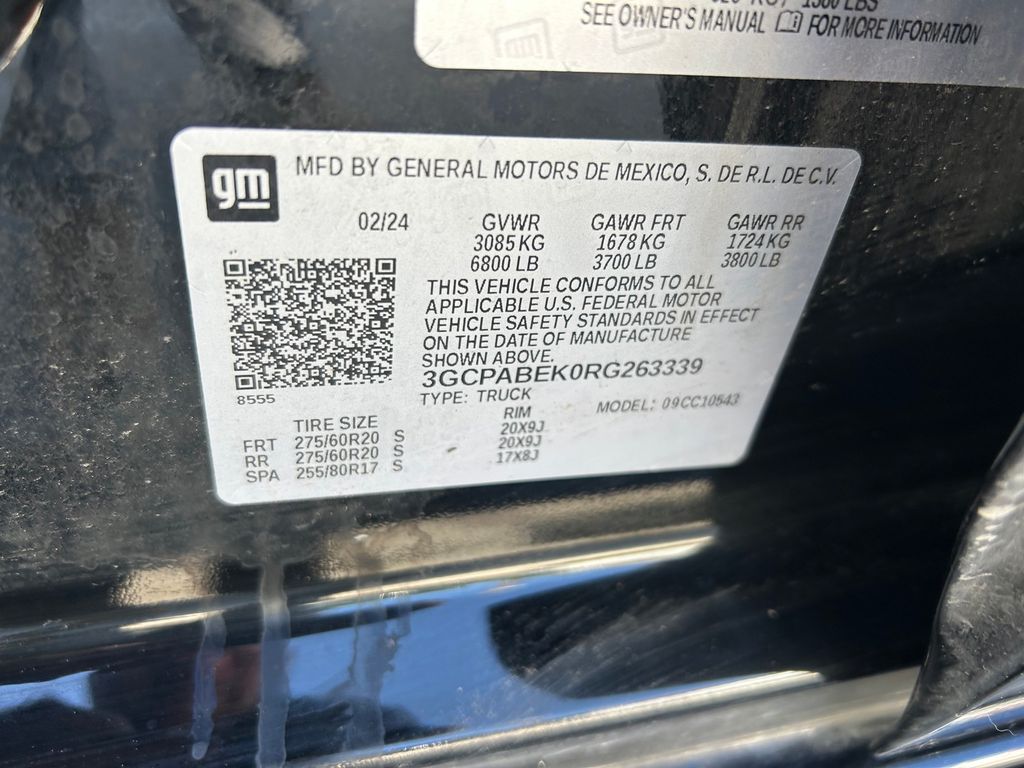 1380 LBS
SEE OWNER'S MANUAL FOR MORE INFORMATION
gm
MFD BY GENERAL MOTORS DE MEXICO, S. DE R.L. DE C.V.
02/24 GVWR GAWR FRT GAWR RR
3085 KG 1678 KG 1724 KG
6800 LB 3700 LB 3800 LB
THIS VEHICLE CONFORMS TO ALL
APPLICABLE U.S. FEDERAL MOTOR
VEHICLE SAFETY STANDARDS IN EFFECT
ON THE DATE OF MANUFACTURE
SHOWN ABOVE.
3GCPABEK0RG263339
8555
TYPE: TRUCK MODEL: 09CC10543
TIRE SIZE RIM
FRT 275/60R20 S 20X9J
RR 275/60R20 S 20X9J
SPA 255/80R17 S 17X8J